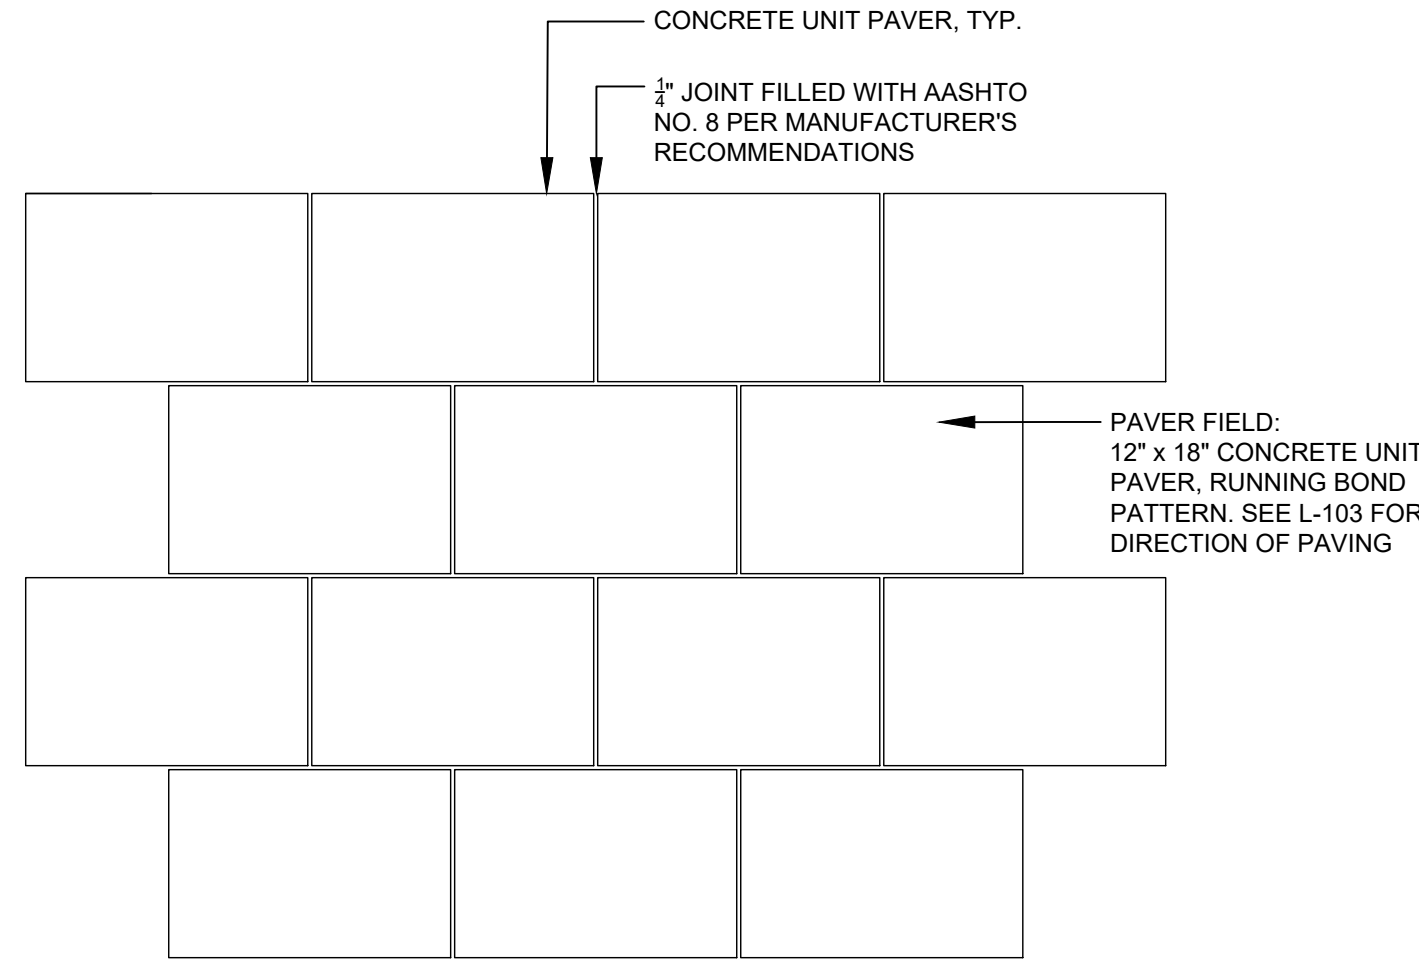 CONCRETE UNIT PAVER, TYP.
1/4" JOINT FILLED WITH AASHTO
NO. 8 PER MANUFACTURER'S
RECOMMENDATIONS
PAVER FIELD:
12" x 18" CONCRETE UNIT
PAVER, RUNNING BOND
PATTERN. SEE L-103 FOR
DIRECTION OF PAVING